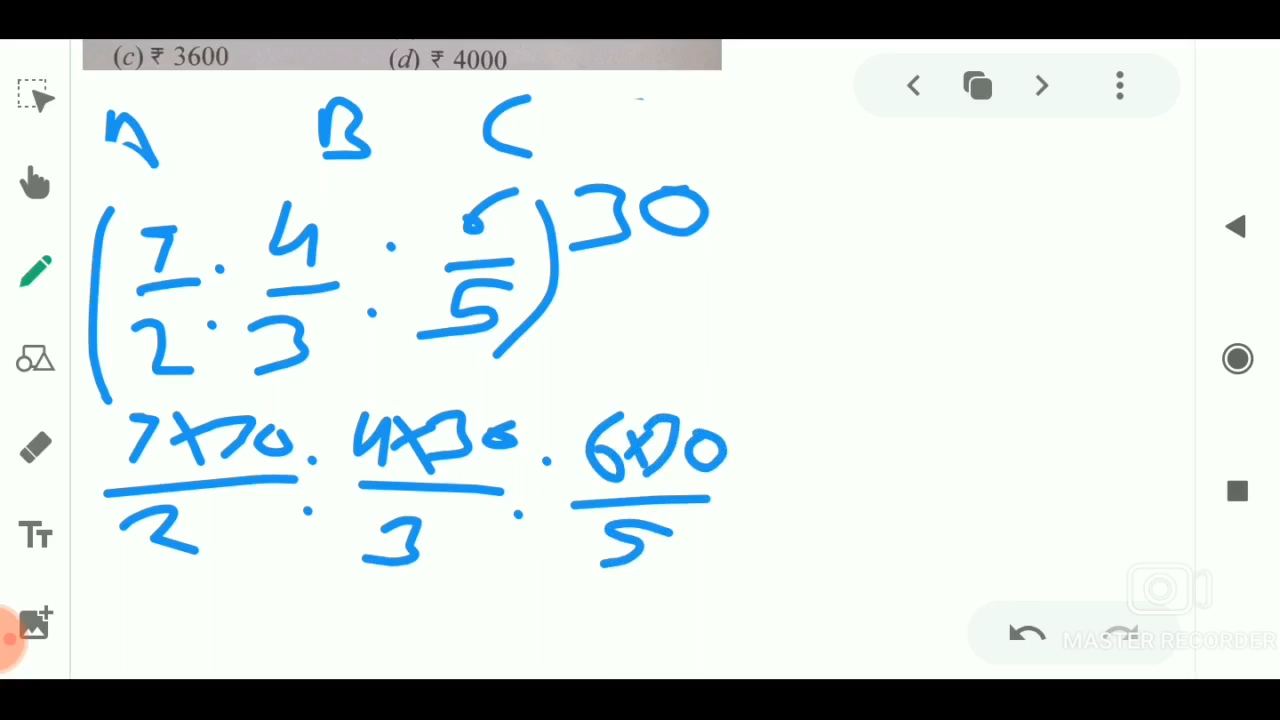 (c) ₹ 3600 (d) ₹ 4000
A B C
(7/2 : 4/3 : 6/5) 30
7×30/2 : 4×30/3 : 6×30/5
Tт
MASTER RECORDER